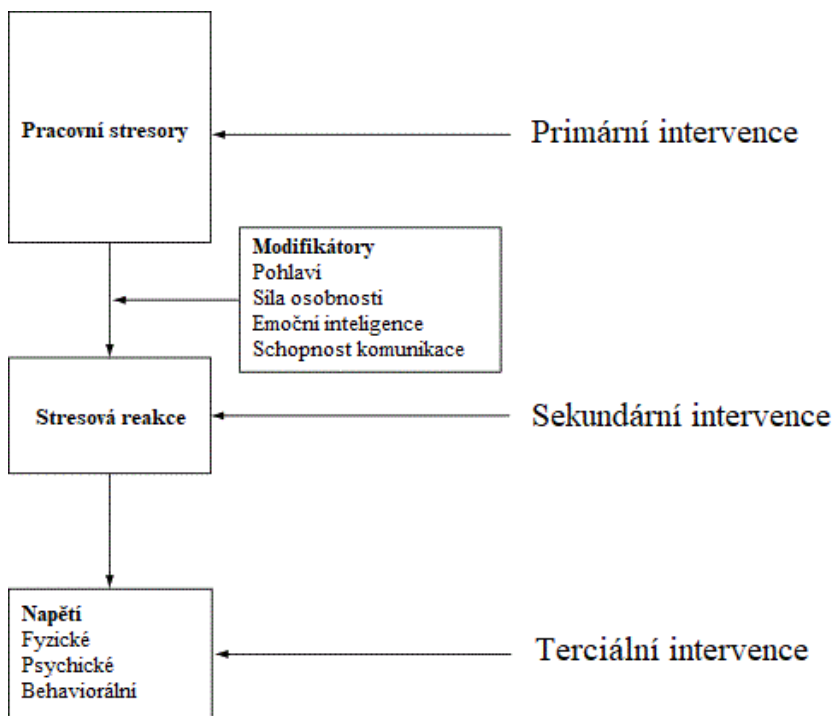 Pracovní stresory
Primární intervence
Modifikátory
Pohlaví
Síla osobnosti
Emoční inteligence
Schopnost komunikace
Stresová reakce
Sekundární intervence
Napětí
Fyzické
Psychické
Behaviorální
Terciální intervence